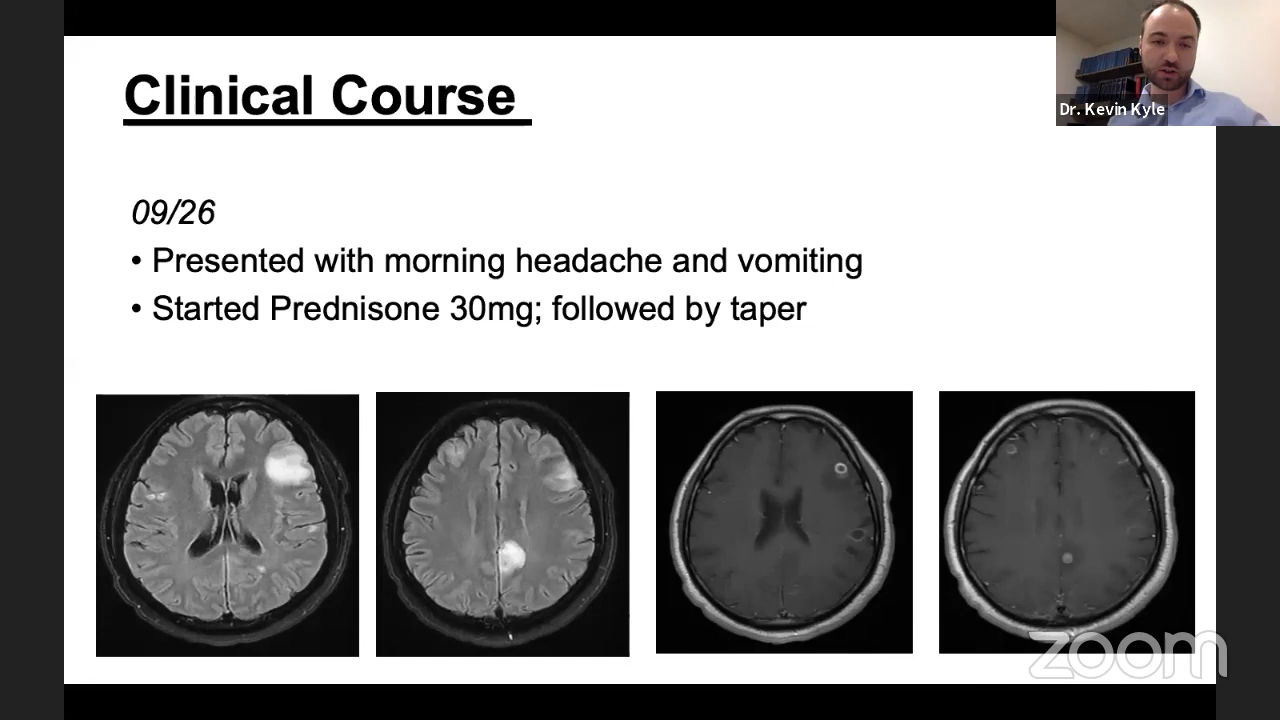 Clinical Course
Dr. Kevin Kyle
09/26
• Presented with morning headache and vomiting
• Started Prednisone 30mg; followed by taper
zoom